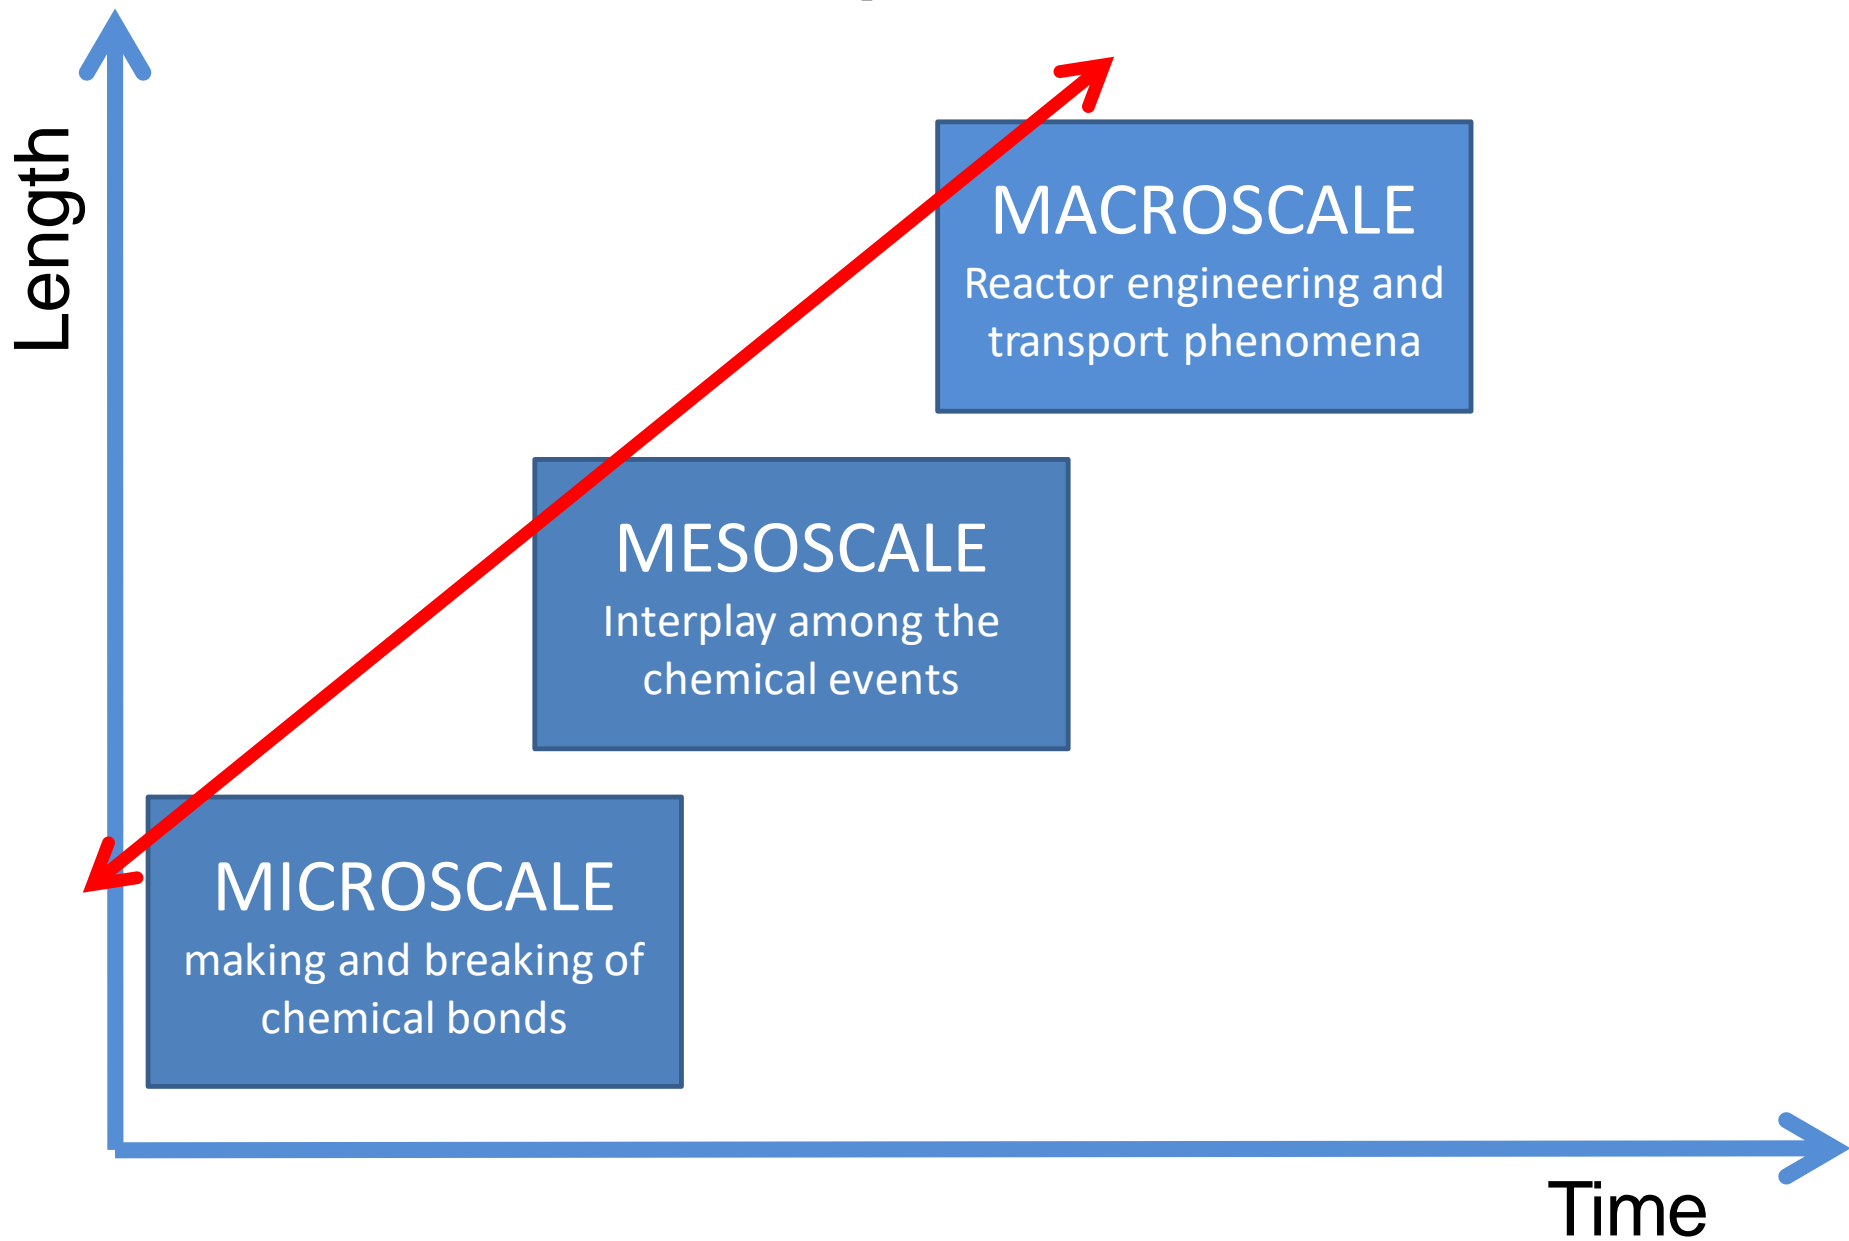 Length
MACROSCALE
Reactor engineering and
transport phenomena
MESOSCALE
Interplay among the
chemical events
MICROSCALE
making and breaking of
chemical bonds
Time